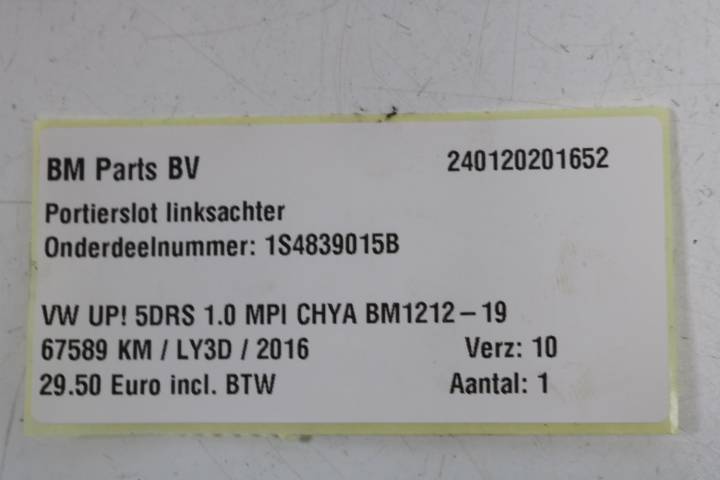 BM Parts BV 240120201652
Portierslot linksachter
Onderdeelnummer: 1S4839015B
VW UP! 5DRS 1.0 MPI CHYA BM1212-19
67589 KM / LY3D / 2016 Verz: 10
29.50 Euro incl. BTW Aantal: 1